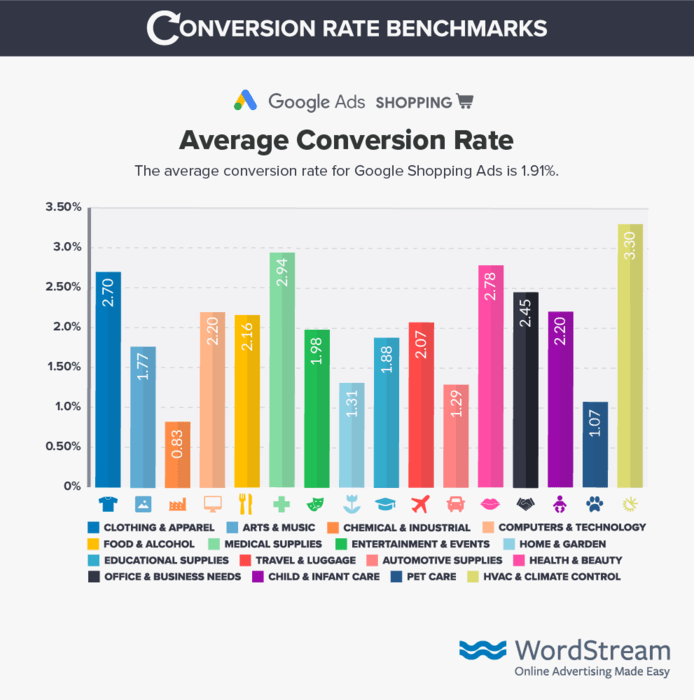 CONVERSION RATE BENCHMARKS
Google Ads SHOPPING
Average Conversion Rate
The average conversion rate for Google Shopping Ads is 1.91%.
3.50%
3.0%
2.50%
2.0%
1.50%
1.0%
0.50%
0%
2.70
1.77
0.83
2.20
2.16
2.94
1.98
1.31
1.88
2.07
1.29
2.78
2.45
2.20
1.07
3.30
CLOTHING & APPAREL ARTS & MUSIC CHEMICAL & INDUSTRIAL COMPUTERS & TECHNOLOGY
FOOD & ALCOHOL MEDICAL SUPPLIES ENTERTAINMENT & EVENTS HOME & GARDEN
EDUCATIONAL SUPPLIES TRAVEL & LUGGAGE AUTOMOTIVE SUPPLIES HEALTH & BEAUTY
OFFICE & BUSINESS NEEDS CHILD & INFANT CARE PET CARE HVAC & CLIMATE CONTROL
WordStream
Online Advertising Made Easy